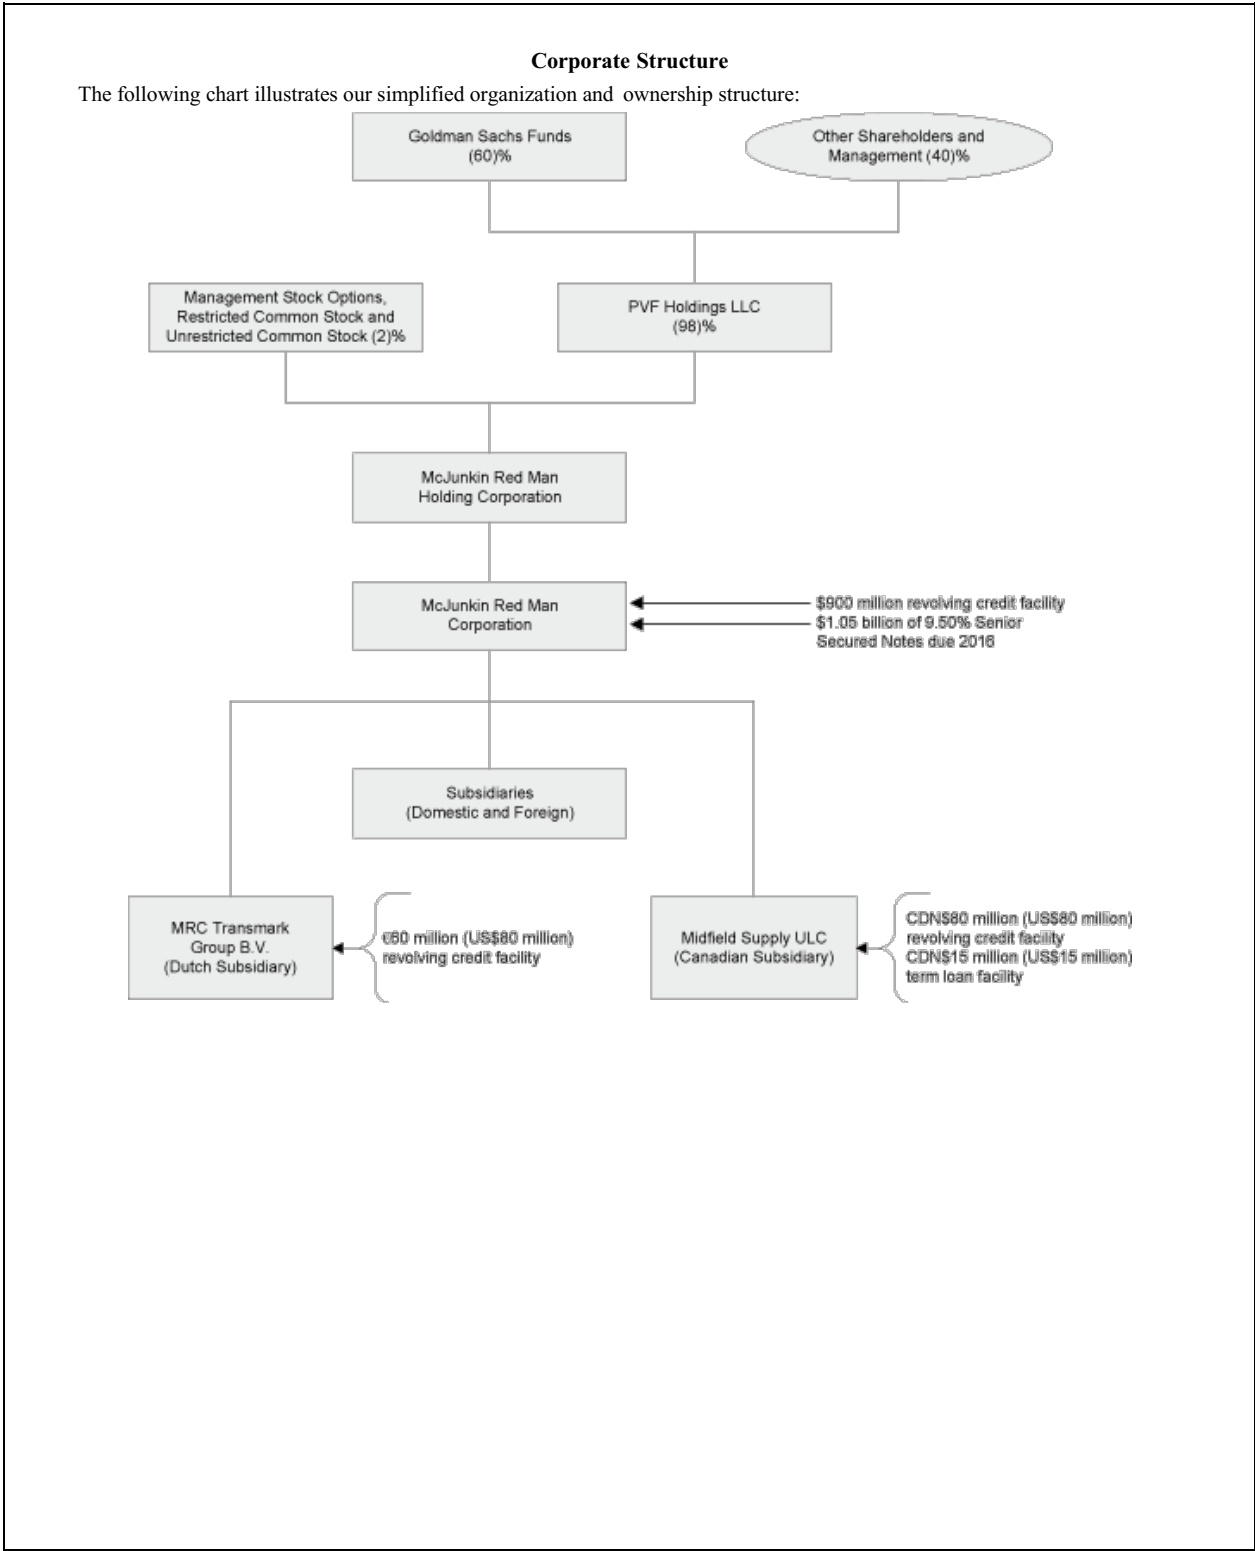 Corporate Structure
The following chart illustrates our simplified organization and ownership structure:
Goldman Sachs Funds
(60)%
Other Shareholders and
Management (40)%
Management Stock Options,
Restricted Common Stock and
Unrestricted Common Stock (2)%
PVF Holdings LLC
(98)%
McJunkin Red Man
Holding Corporation
McJunkin Red Man
Corporation
$900 million revolving credit facility
$1.05 billion of 9.50% Senior
Secured Notes due 2016
Subsidiaries
(Domestic and Foreign)
MRC Transmark
Group B.V.
(Dutch Subsidiary)
€60 million (US$80 million)
revolving credit facility
Midfield Supply ULC
(Canadian Subsidiary)
CDN$80 million (US$80 million)
revolving credit facility
CDN$15 million (US$15 million)
term loan facility